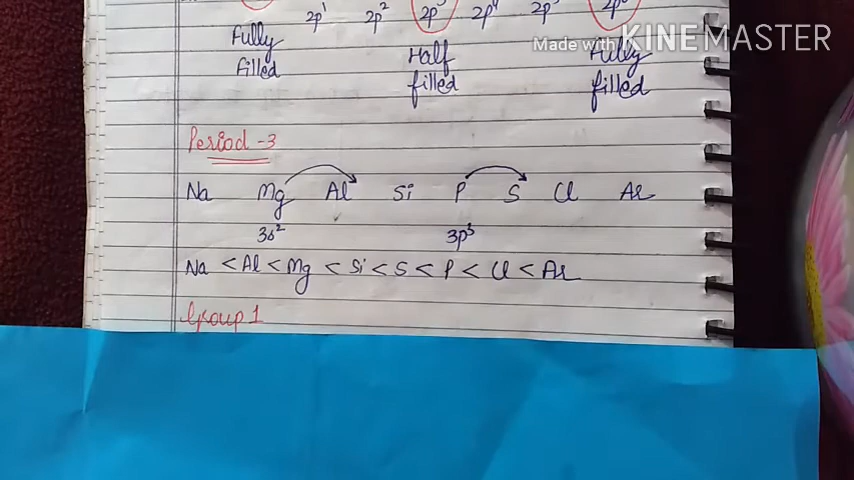 2p¹ 2p² 2p³ 2p⁴ 2p⁵ 2p⁶
Made with KINEMASTER
Fully Half Fully
filled filled filled
Period -3
Na Mg Al Si P S Cl Ar
3s² 3p³
Na < Al < Mg < Si < S < P < Cl < Ar
Group 1